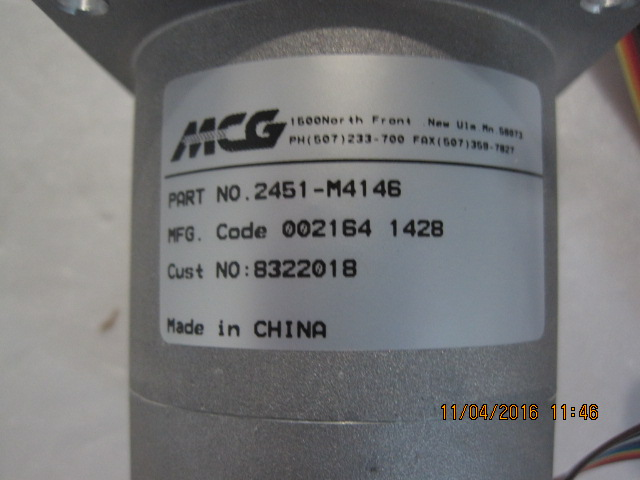 MCG
1500North Front New Ulm Mn 56073
PH(507)233-700 FAX(507)359-7827
PART NO.2451-M4146
MFG. Code 002164 1428
Cust NO:8322018
Made in CHINA
11/04/2016 11:46